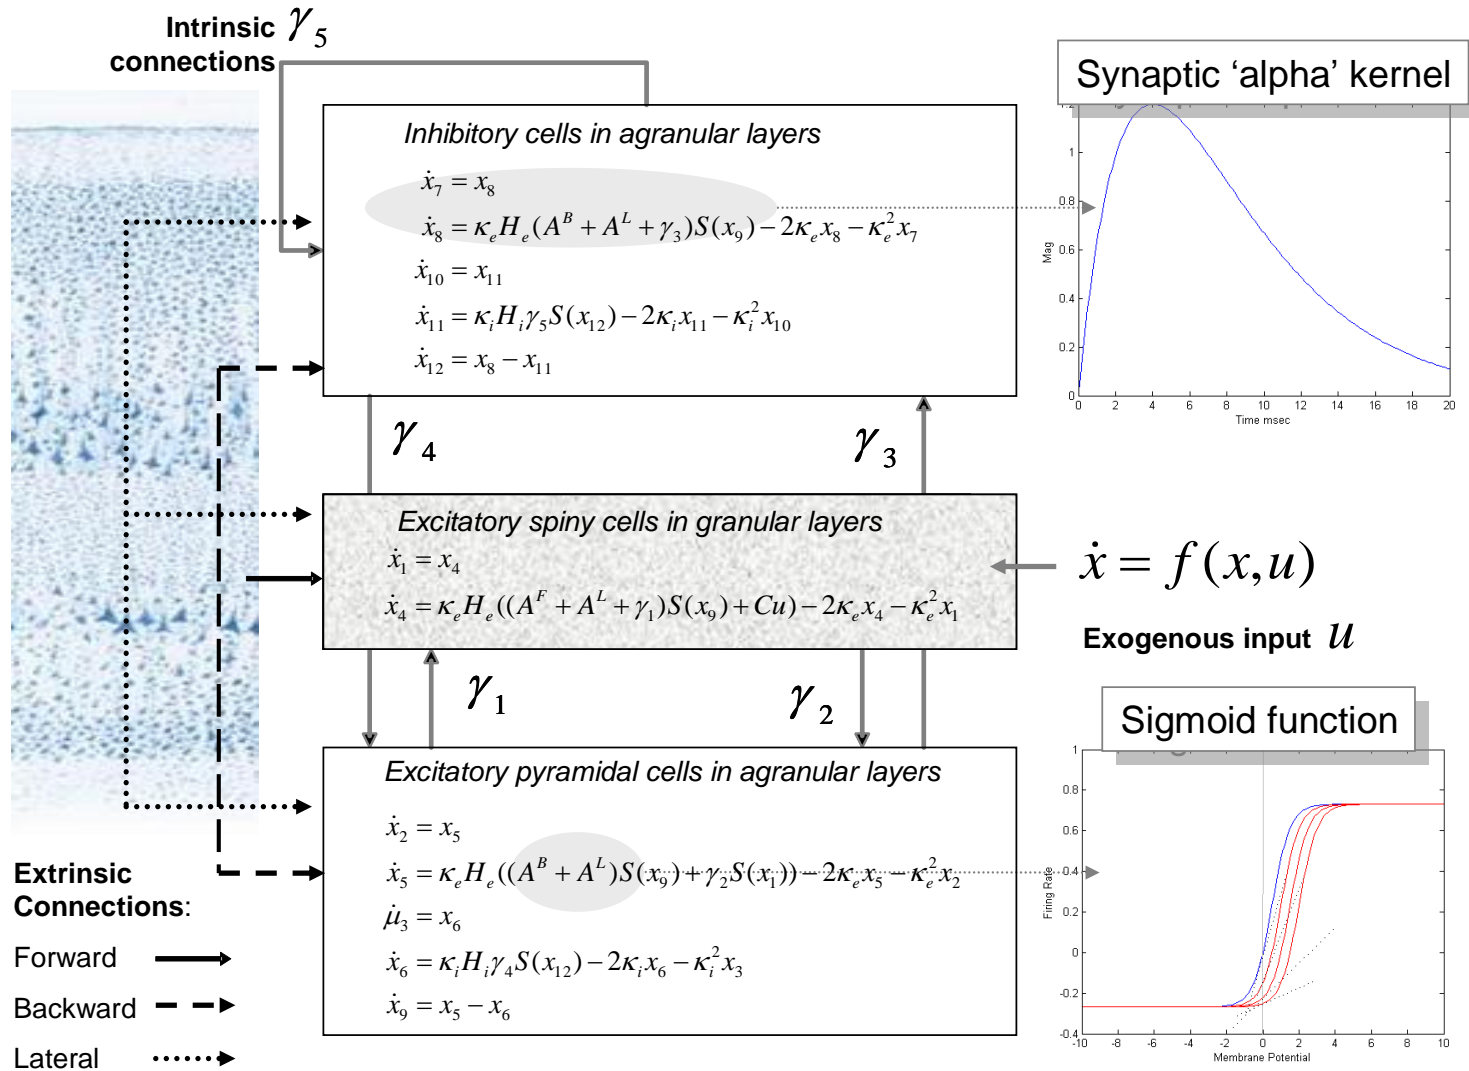 Intrinsic γ₅
connections
Synaptic ‘alpha’ kernel
Inhibitory cells in agranular layers
ẋ₇ = x₈
ẋ₈ = κₑHₑ(A^B + A^L + γ₃)S(x₉) − 2κₑx₈ − κₑ²x₇
ẋ₁₀ = x₁₁
ẋ₁₁ = κᵢHᵢγ₅S(x₁₂) − 2κᵢx₁₁ − κᵢ²x₁₀
ẋ₁₂ = x₈ − x₁₁
1.2
1
0.8
0.6
0.4
0.2
0
Mag
0 2 4 6 8 10 12 14 16 18 20
Time msec
γ₄
γ₃
Excitatory spiny cells in granular layers
ẋ₁ = x₄
ẋ₄ = κₑHₑ((A^F + A^L + γ₁)S(x₉) + Cu) − 2κₑx₄ − κₑ²x₁
ẋ = f(x,u)
Exogenous input u
γ₁
γ₂
Sigmoid function
Excitatory pyramidal cells in agranular layers
ẋ₂ = x₅
ẋ₅ = κₑHₑ((A^B + A^L)S(x₉) + γ₂S(x₁)) − 2κₑx₅ − κₑ²x₂
μ̇₃ = x₆
ẋ₆ = κᵢHᵢγ₄S(x₁₂) − 2κᵢx₆ − κᵢ²x₃
ẋ₉ = x₅ − x₆
1
0.8
0.6
0.4
0.2
0
-0.2
-0.4
Firing Rate
-10 -8 -6 -4 -2 0 2 4 6 8 10
Membrane Potential
Extrinsic
Connections:
Forward
Backward
Lateral